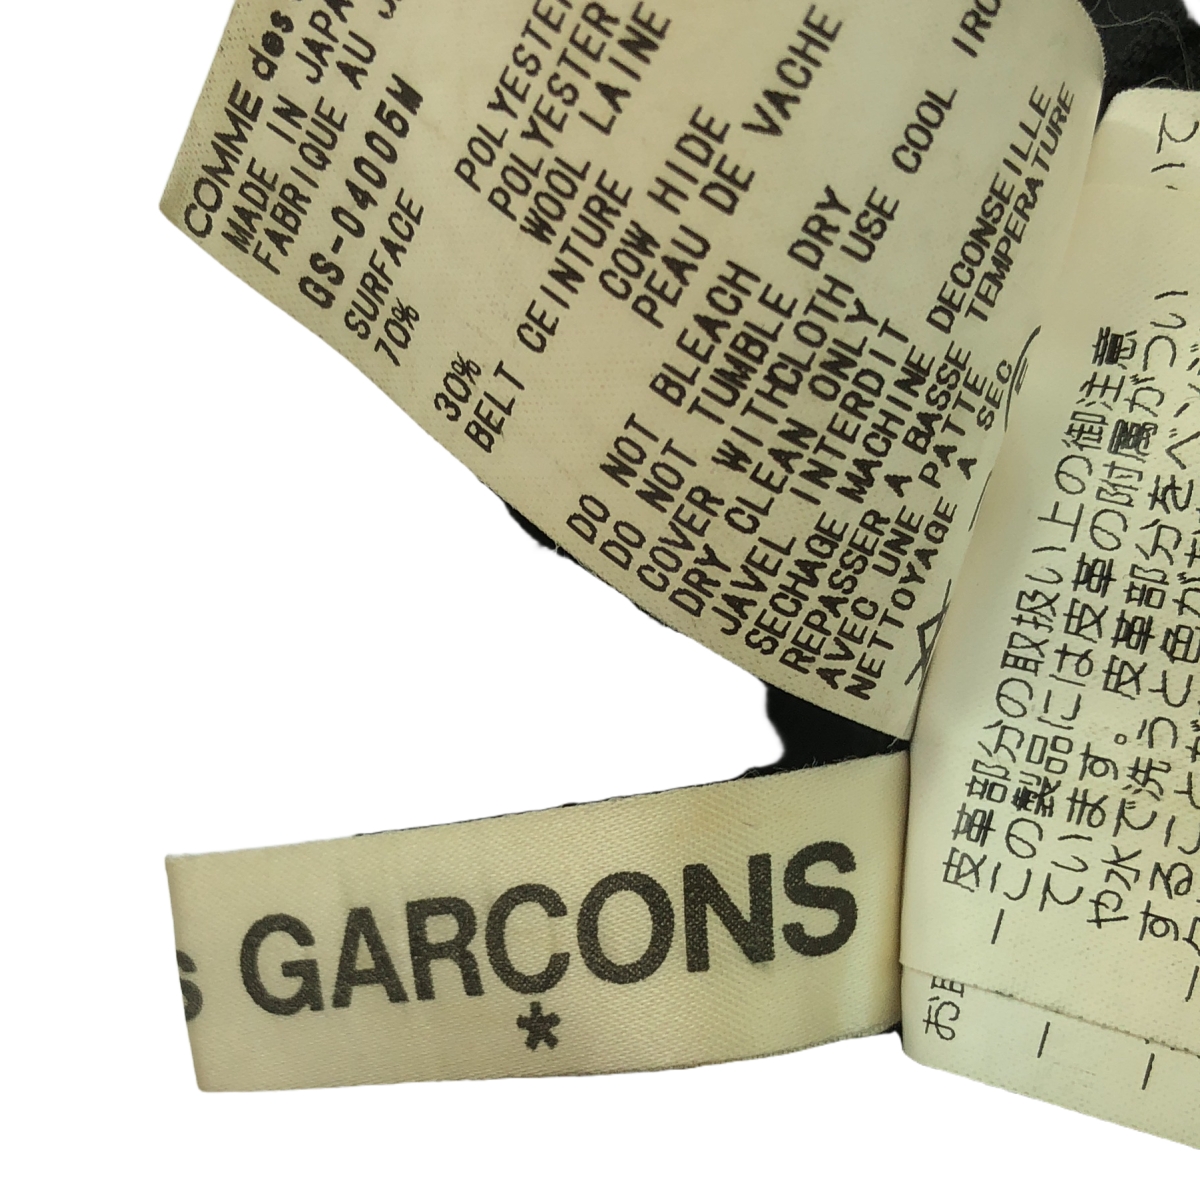 COMME des
MADE IN JAPA
FABRIQUE AU J
GS-04005M
SURFACE
70% POLYESTER
POLYESTER
30% WOOL LAINE
BELT CEINTURE
COW HIDE
PEAU DE VACHE
DO NOT BLEACH
DO NOT TUMBLE DRY
COVER WITHCLOTH USE COOL IRO
DRY CLEAN ONLY
JAVEL INTERDIT
SECHAGE MACHINE DECONSEILLE
REPASSER A BASSE TEMPERATURE
AVEC UNE PATTE
NETTOYAGE A SEC
s GARCONS
*
皮革部分の取扱い上の御注意
この製品には皮革の附属がつい
ています。皮革部分をベンジ
や水で洗うと色が
すること